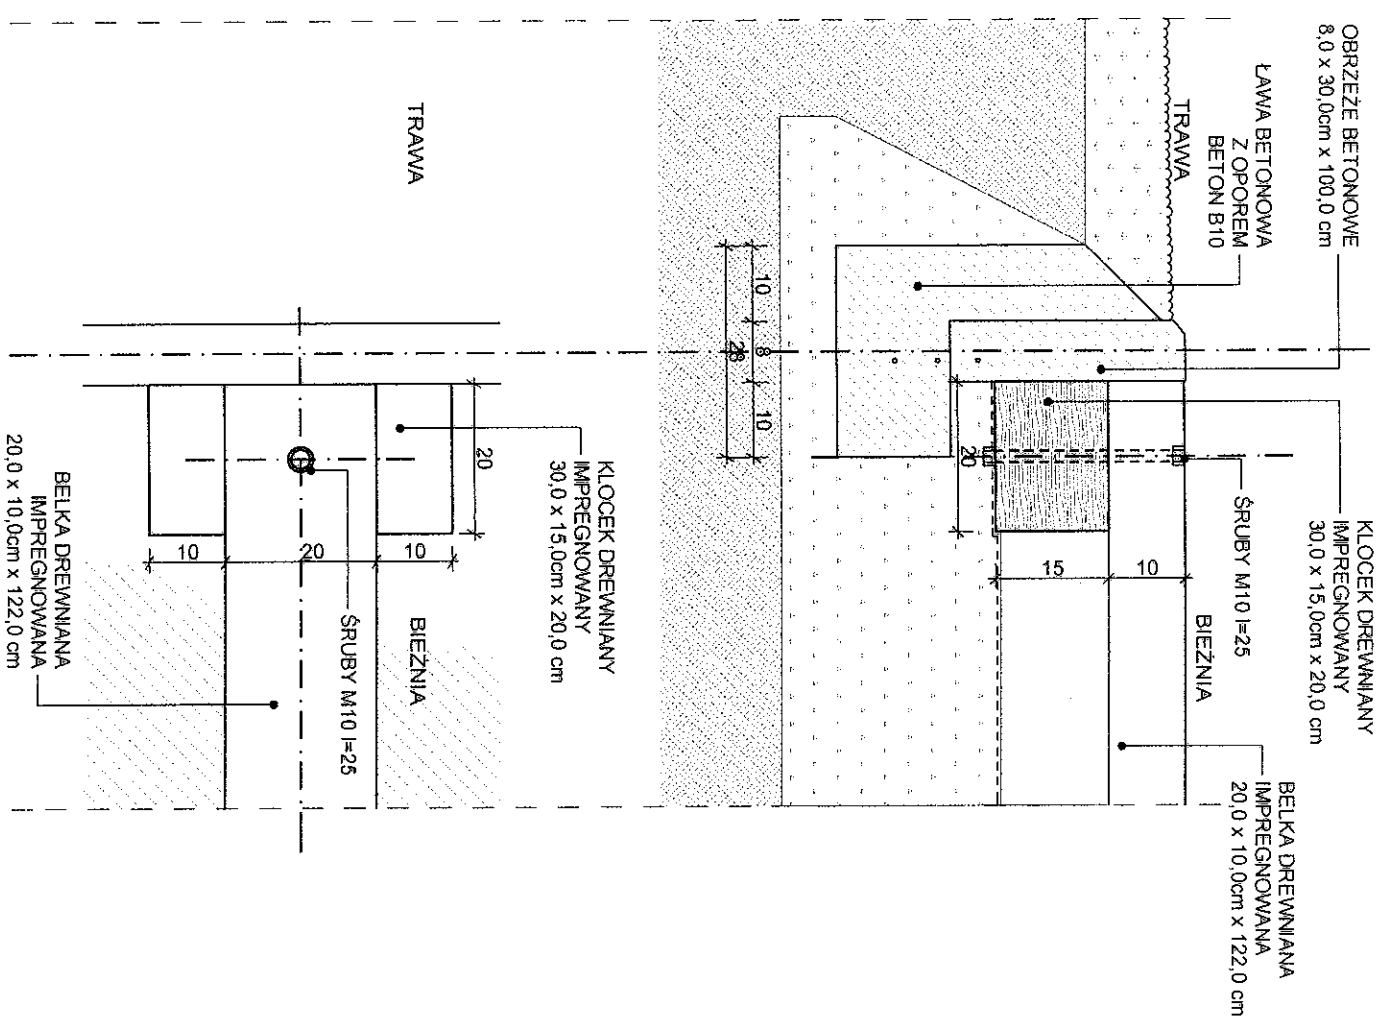 OBRZEŻE BETONOWE
8,0 x 30,0cm x 100,0 cm
ŁAWA BETONOWA
Z OPOREM
BETON B10
TRAWA
KLOCEK DREWNIANY
IMPREGNOWANY
30,0 x 15,0cm x 20,0 cm
ŚRUBY M10 l=25
BIEŻNIA
BELKA DREWNIANA
IMPREGNOWANA
20,0 x 10,0cm x 122,0 cm
10
8
10
28
20
15
10
TRAWA
KLOCEK DREWNIANY
IMPREGNOWANY
30,0 x 15,0cm x 20,0 cm
BIEŻNIA
ŚRUBY M10 l=25
20
10
20
10
BELKA DREWNIANA
IMPREGNOWANA
20,0 x 10,0cm x 122,0 cm